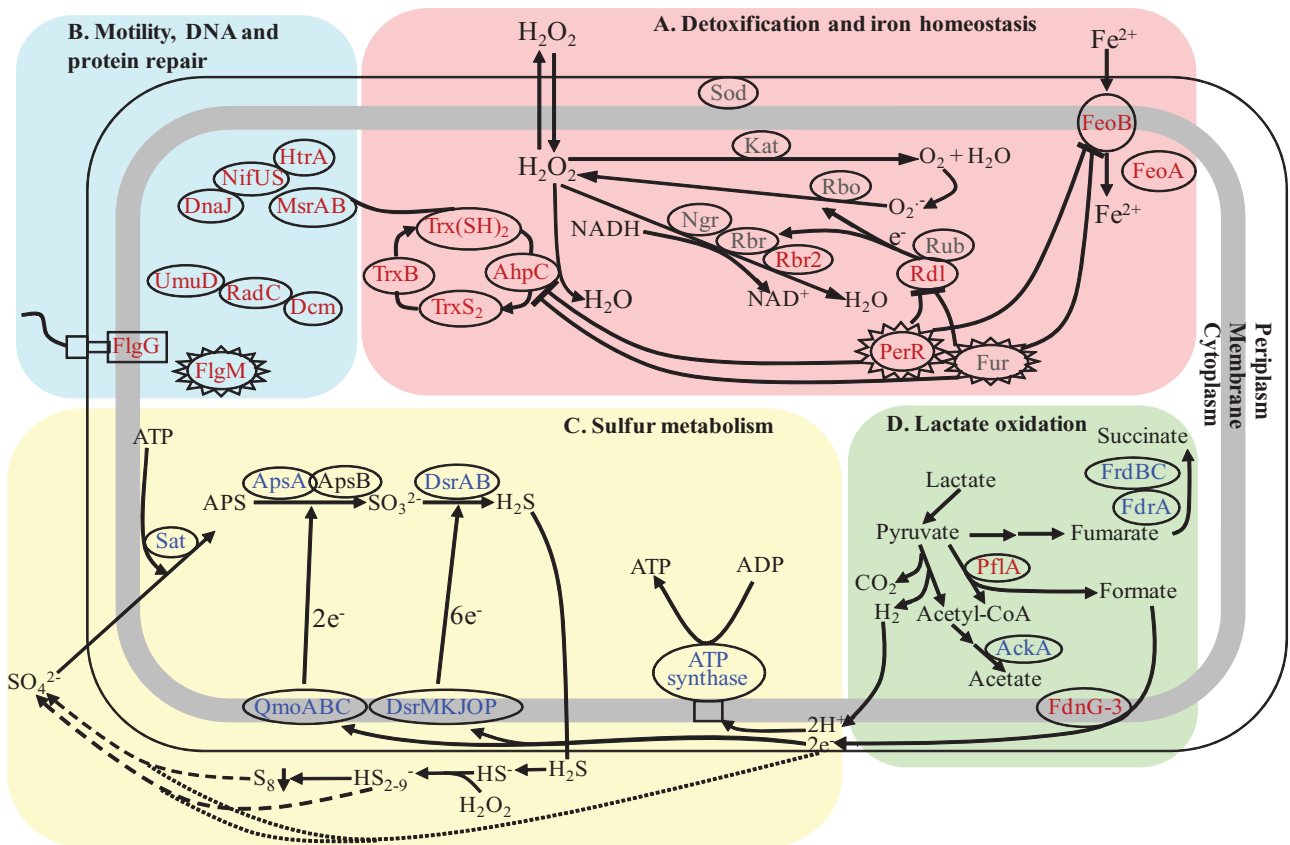 B. Motility, DNA and
protein repair
HtrA
NifUS
DnaJ
MsrAB
UmuD
RadC
Dcm
FlgG
FlgM
A. Detoxification and iron homeostasis
H₂O₂
Fe²⁺
Sod
FeoB
FeoA
Fe²⁺
H₂O₂
Kat
O₂ + H₂O
Rbo
O₂·⁻
NADH
Ngr
Rbr
Rbr2
e⁻
Rub
Rdl
Trx(SH)₂
TrxB
AhpC
TrxS₂
H₂O
NAD⁺
H₂O
PerR
Fur
Periplasm
Membrane
Cytoplasm
C. Sulfur metabolism
ATP
ApsA
ApsB
DsrAB
APS
SO₃²⁻
H₂S
Sat
2e⁻
6e⁻
ATP
ADP
ATP
synthase
SO₄²⁻
QmoABC
DsrMKJOP
2H⁺
2e⁻
S₈
HS₂₋₉⁻
HS⁻
H₂S
H₂O₂
D. Lactate oxidation
Succinate
FrdBC
FdrA
Lactate
Pyruvate
Fumarate
PflA
CO₂
H₂
Acetyl-CoA
Formate
AckA
Acetate
FdnG-3